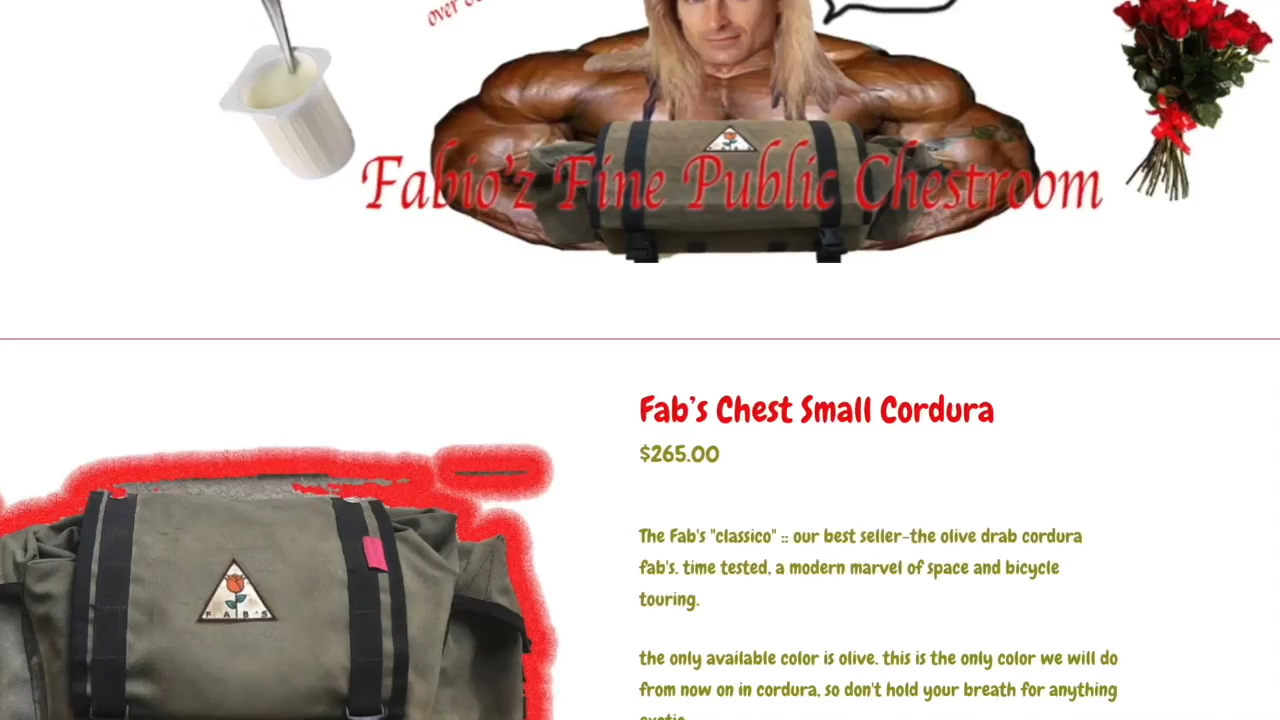 over
Fabio'z Fine Public Chestroom
Fab's Chest Small Cordura
$265.00
The Fab's "classico" :: our best seller-the olive drab cordura
fab's. time tested, a modern marvel of space and bicycle
touring.
FAB'S
the only available color is olive. this is the only color we will do
from now on in cordura, so don't hold your breath for anything